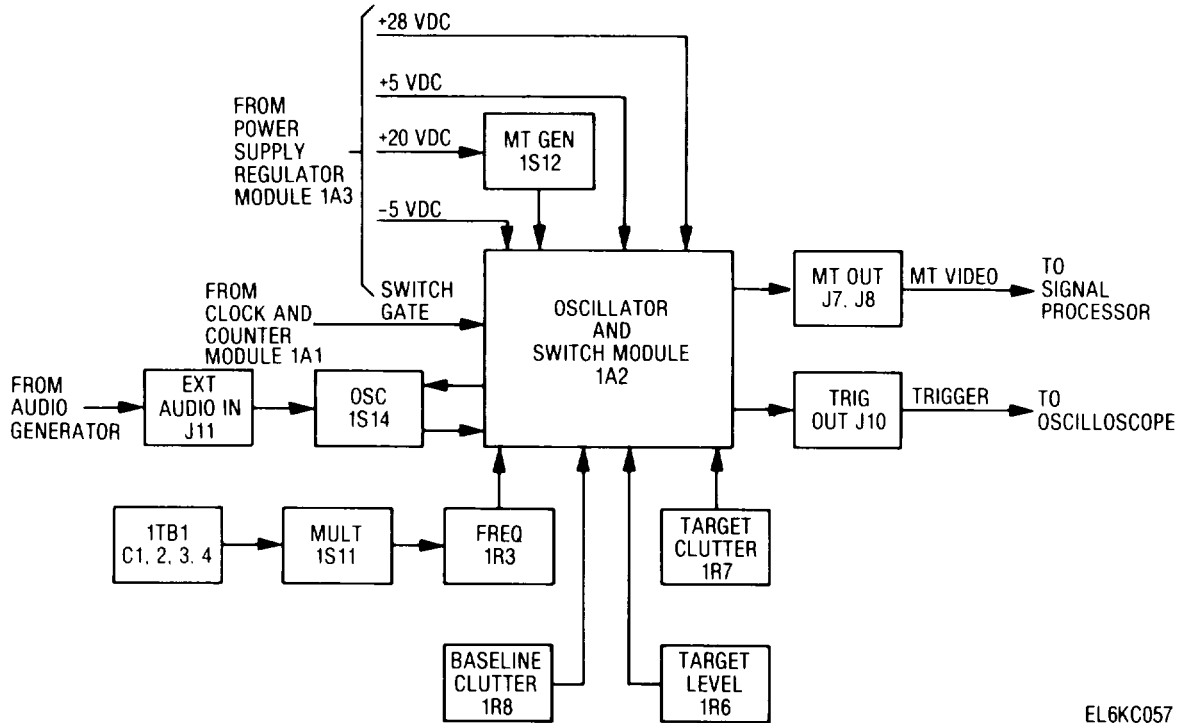 +28 VDC
+5 VDC
FROM
POWER
SUPPLY
REGULATOR
MODULE 1A3
+20 VDC
MT GEN
1S12
-5 VDC
FROM
CLOCK AND
COUNTER
MODULE 1A1
SWITCH
GATE
OSCILLATOR
AND
SWITCH MODULE
1A2
MT OUT
J7. J8
MT VIDEO
TO
SIGNAL
PROCESSOR
FROM
AUDIO
GENERATOR
EXT
AUDIO IN
J11
OSC
1S14
TRIG
OUT J10
TRIGGER
TO
OSCILLOSCOPE
1TB1
C1, 2, 3. 4
MULT
1S11
FREQ
1R3
TARGET
CLUTTER
1R7
BASELINE
CLUTTER
1R8
TARGET
LEVEL
1R6
EL6KC057